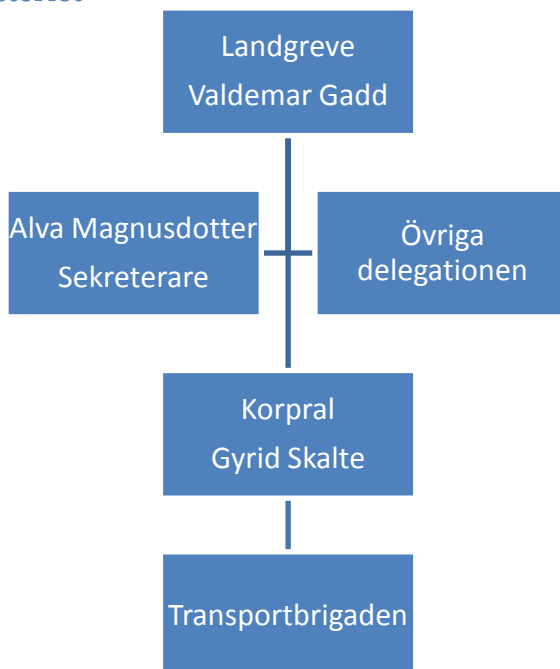 Landgreve
Valdemar Gadd
Alva Magnusdotter
Sekreterare
Övriga
delegationen
Korpral
Gyrid Skalte
Transportbrigaden